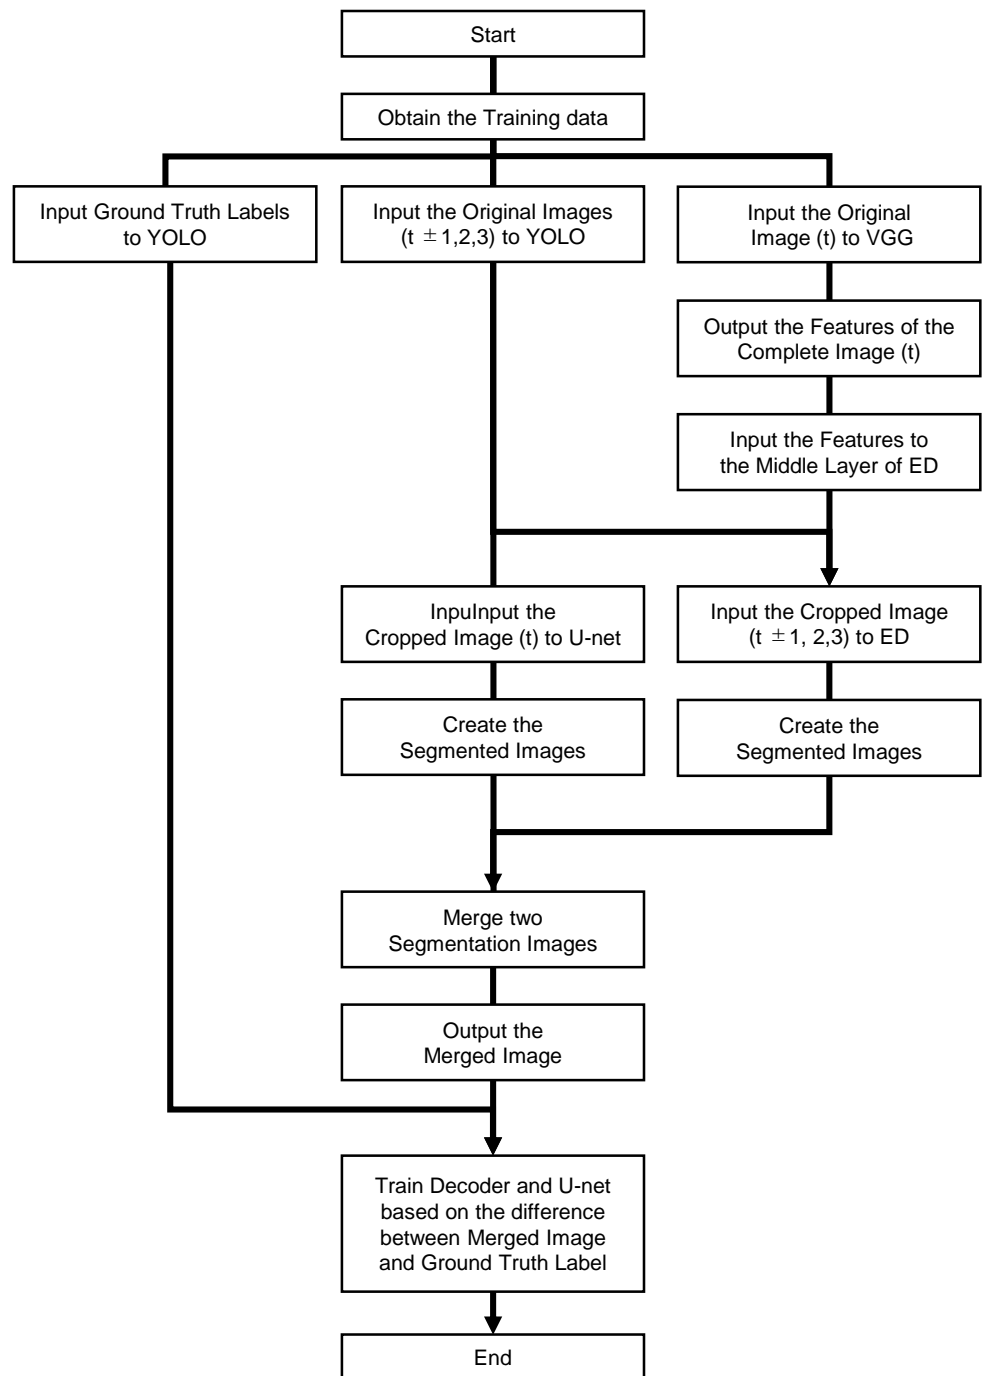 Start
Obtain the Training data
Input Ground Truth Labels
to YOLO
Input the Original Images
(t ±1,2,3) to YOLO
Input the Original
Image (t) to VGG
Output the Features of the
Complete Image (t)
Input the Features to
the Middle Layer of ED
InpuInput the
Cropped Image (t) to U-net
Input the Cropped Image
(t ±1, 2,3) to ED
Create the
Segmented Images
Create the
Segmented Images
Merge two
Segmentation Images
Output the
Merged Image
Train Decoder and U-net
based on the difference
between Merged Image
and Ground Truth Label
End